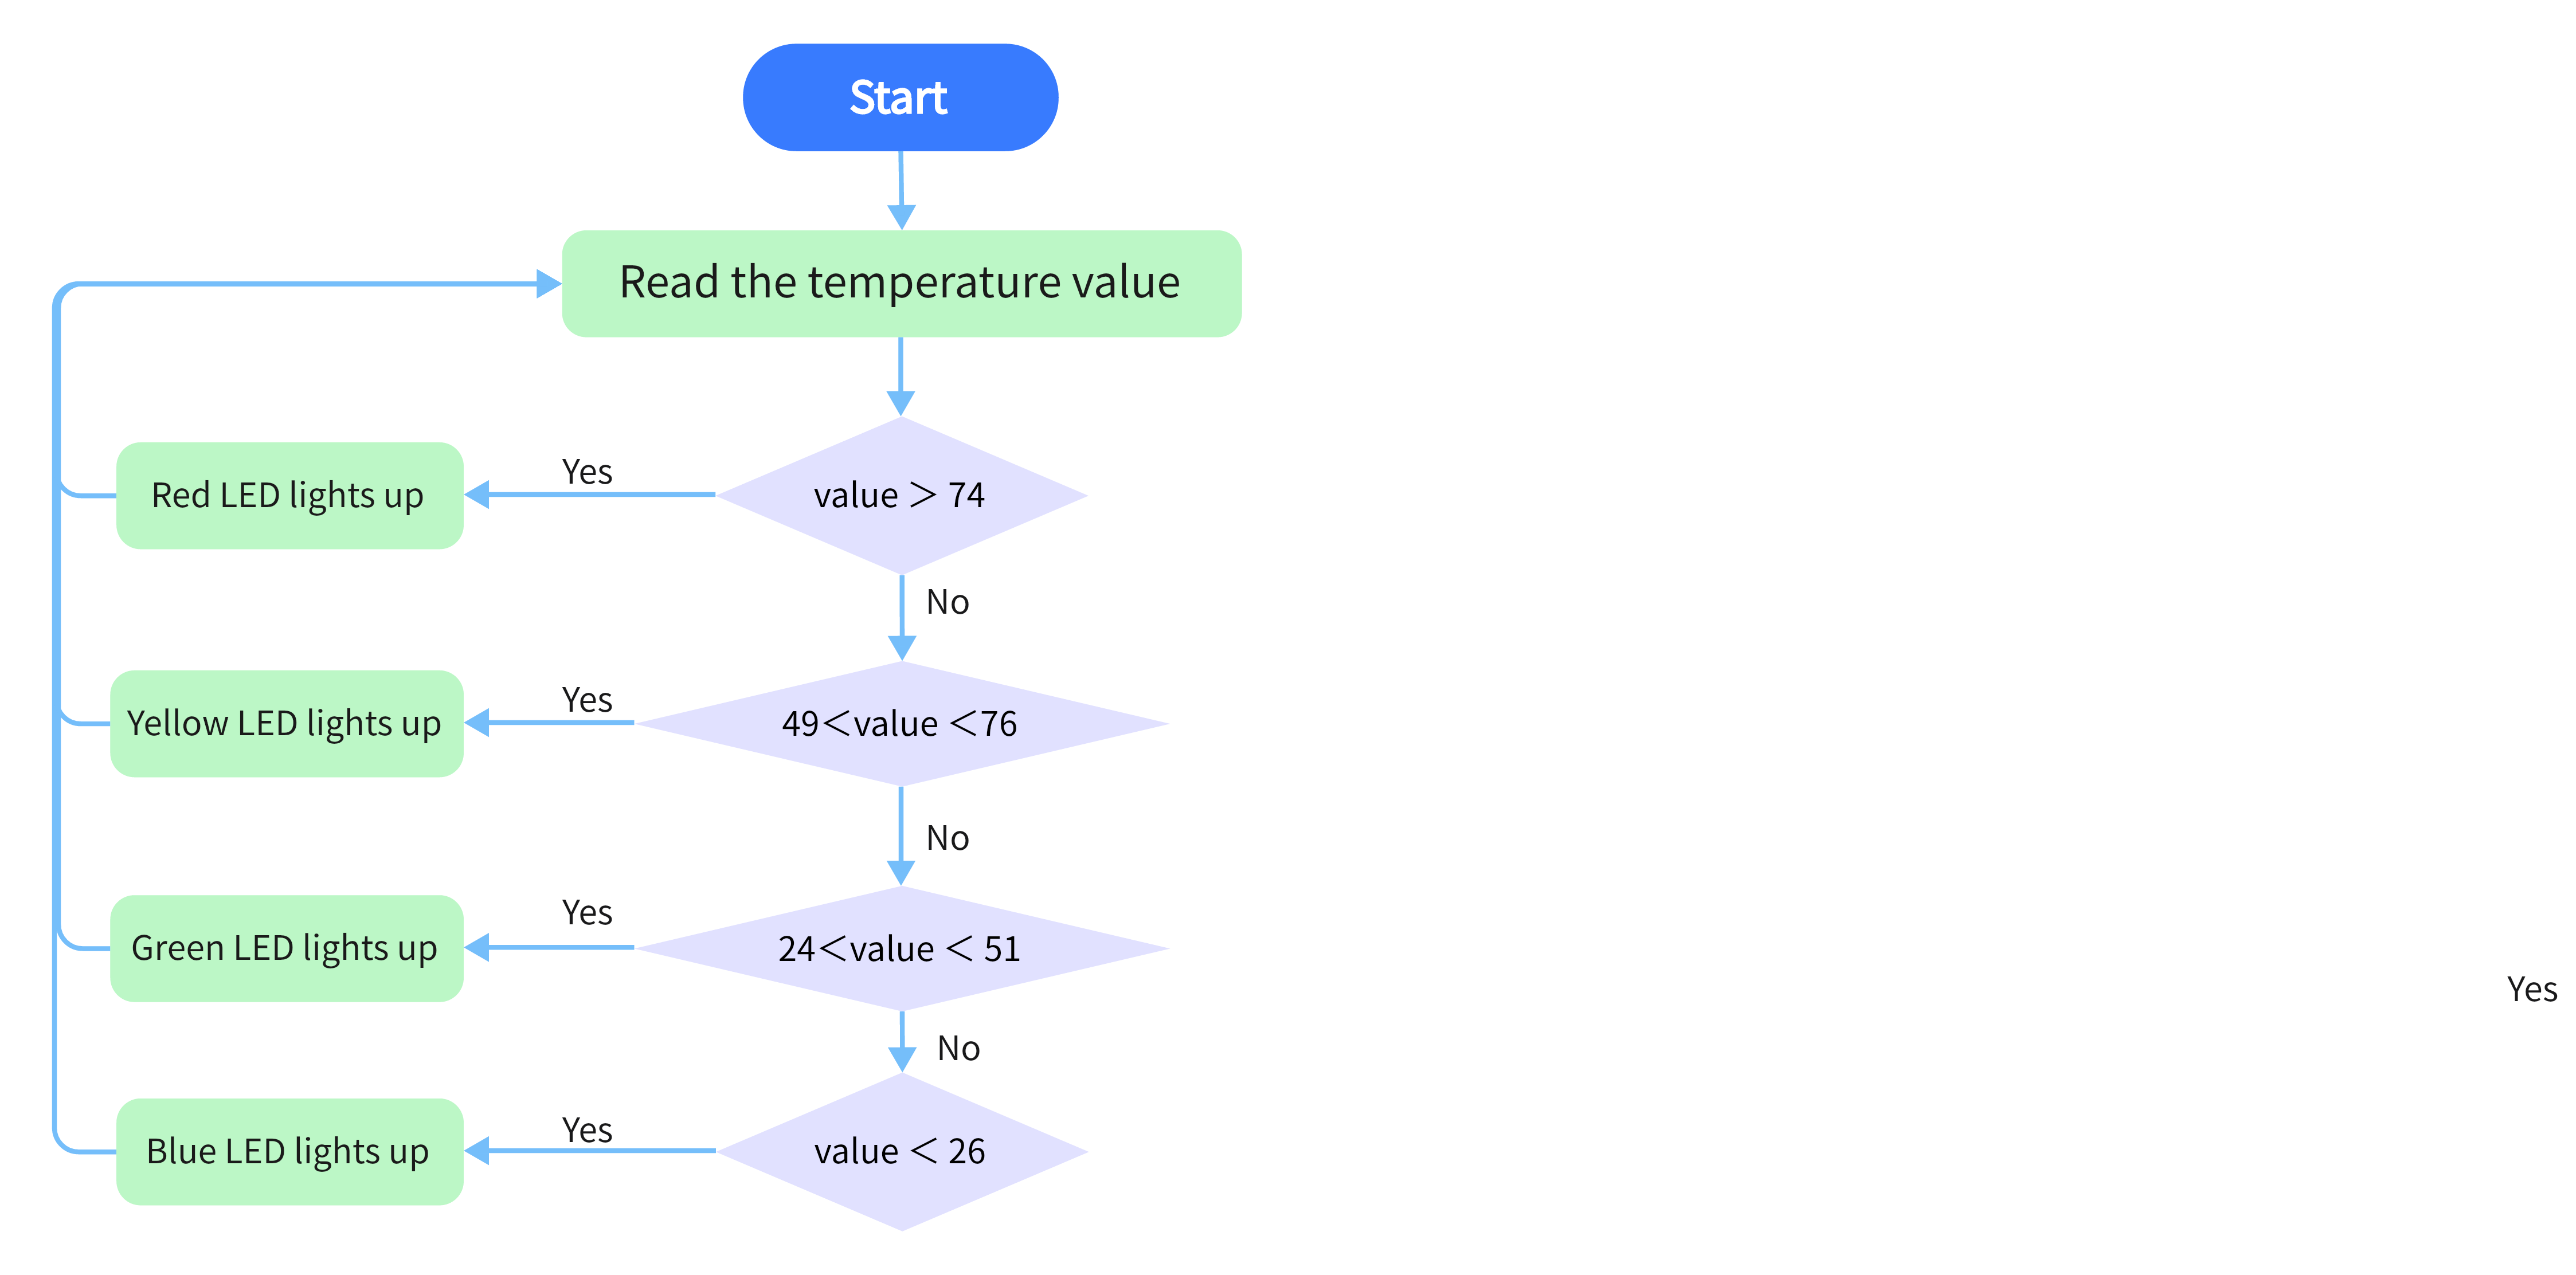 Start
Read the temperature value
Red LED lights up
Yes
value > 74
No
Yellow LED lights up
Yes
49<value <76
No
Green LED lights up
Yes
24<value < 51
Yes
No
Blue LED lights up
Yes
value < 26